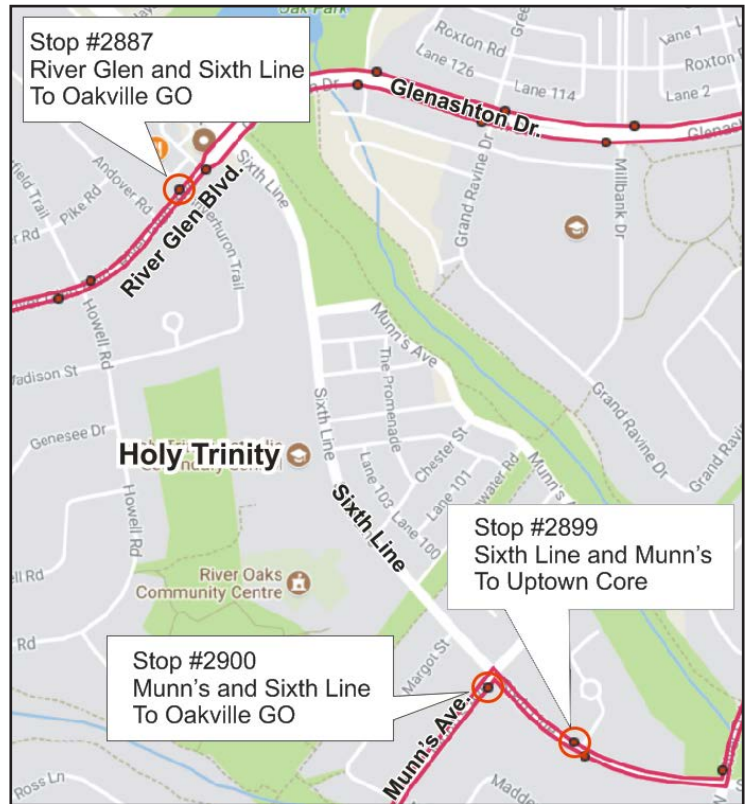 Oak Park
Stop #2887
River Glen and Sixth Line
To Oakville GO
Roxton Rd
Lane 126
Lane 114
Lane 1
Roxton
Lane 2
Glenashton Dr.
Grand Ravine Dr
Millbank Dr
Sixth Line
Andover Rd
Pike Rd
River Glen Blvd.
Howell Rd
Munn's Ave
The Promenade
Madison St
Genesee Dr
Sixth Line
Chester St
Grand Ravine Dr
Grand Ravine
Holy Trinity
Lane 103
Lane 101
Lane 100
Munn's
Howell Rd
Sixth Line
Stop #2899
Sixth Line and Munn's
To Uptown Core
River Oaks
Community Centre
Rd
Margot St
Stop #2900
Munn's and Sixth Line
To Oakville GO
Munn's Ave.
Ross Ln